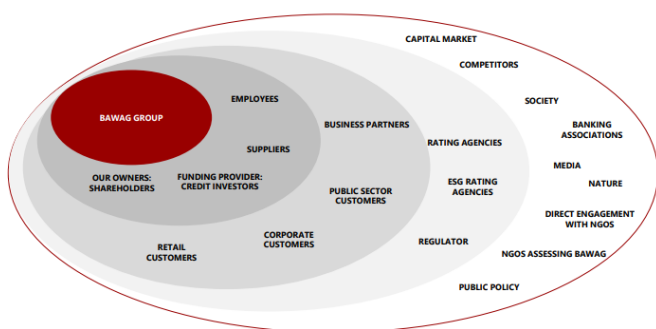 CAPITAL MARKET
COMPETITORS
SOCIETY
BANKING
ASSOCIATIONS
MEDIA
NATURE
DIRECT ENGAGEMENT
WITH NGOS
NGOS ASSESSING BAWAG
PUBLIC POLICY
RATING AGENCIES
ESG RATING
AGENCIES
REGULATOR
BUSINESS PARTNERS
PUBLIC SECTOR
CUSTOMERS
CORPORATE
CUSTOMERS
RETAIL
CUSTOMERS
EMPLOYEES
SUPPLIERS
FUNDING PROVIDER:
CREDIT INVESTORS
OUR OWNERS:
SHAREHOLDERS
BAWAG GROUP